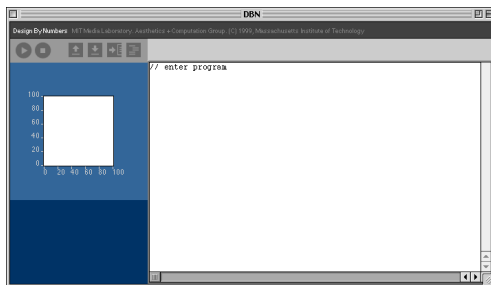 DBN
Design By Numbers MIT Media Laboratory: Aesthetics + Computation Group. (C) 1999, Massachusetts Institute of Technology
// enter program
100
80
60
40
20
0
0 20 40 60 80 100